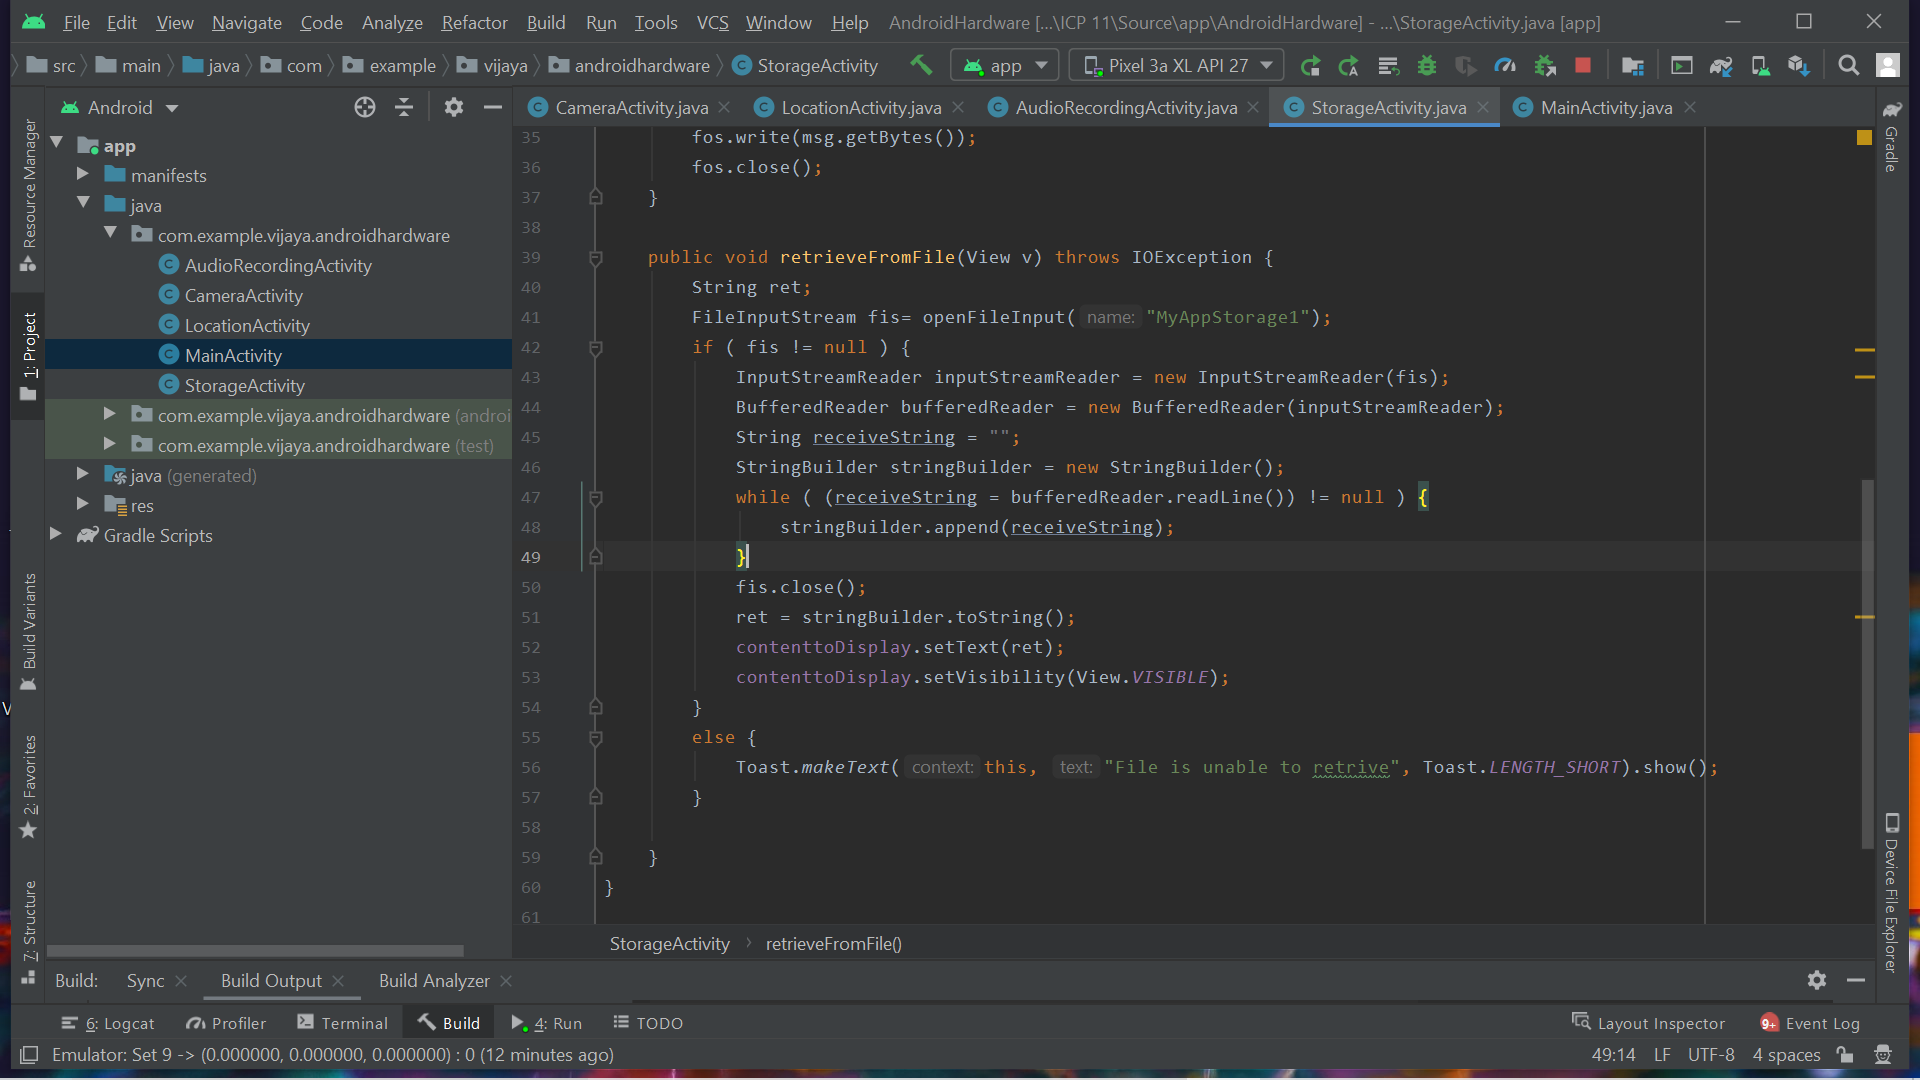 File Edit View Navigate Code Analyze Refactor Build Run Tools VCS Window Help AndroidHardware [...\ICP 11\Source\app\AndroidHardware] - ...\StorageActivity.java [app]
src main java com example vijaya androidhardware StorageActivity app Pixel 3a XL API 27
Android
CameraActivity.java LocationActivity.java AudioRecordingActivity.java StorageActivity.java MainActivity.java
Resource Manager
1: Project
Build Variants
2: Favorites
7: Structure
app
manifests
java
com.example.vijaya.androidhardware
AudioRecordingActivity
CameraActivity
LocationActivity
MainActivity
StorageActivity
com.example.vijaya.androidhardware (androi
com.example.vijaya.androidhardware (test)
java (generated)
res
Gradle Scripts
35 fos.write(msg.getBytes());
36 fos.close();
37 }
38
39 public void retrieveFromFile(View v) throws IOException {
40 String ret;
41 FileInputStream fis= openFileInput( name: "MyAppStorage1");
42 if ( fis != null ) {
43 InputStreamReader inputStreamReader = new InputStreamReader(fis);
44 BufferedReader bufferedReader = new BufferedReader(inputStreamReader);
45 String receiveString = "";
46 StringBuilder stringBuilder = new StringBuilder();
47 while ( (receiveString = bufferedReader.readLine()) != null ) {
48 stringBuilder.append(receiveString);
49 }
50 fis.close();
51 ret = stringBuilder.toString();
52 contenttoDisplay.setText(ret);
53 contenttoDisplay.setVisibility(View.VISIBLE);
54 }
55 else {
56 Toast.makeText( context: this, text: "File is unable to retrive", Toast.LENGTH_SHORT).show();
57 }
58
59 }
60 }
61
Gradle
Device File Explorer
StorageActivity retrieveFromFile()
Build: Sync Build Output Build Analyzer
6: Logcat Profiler Terminal Build 4: Run TODO Layout Inspector 9+ Event Log
Emulator: Set 9 -> (0.000000, 0.000000, 0.000000) : 0 (12 minutes ago) 49:14 LF UTF-8 4 spaces